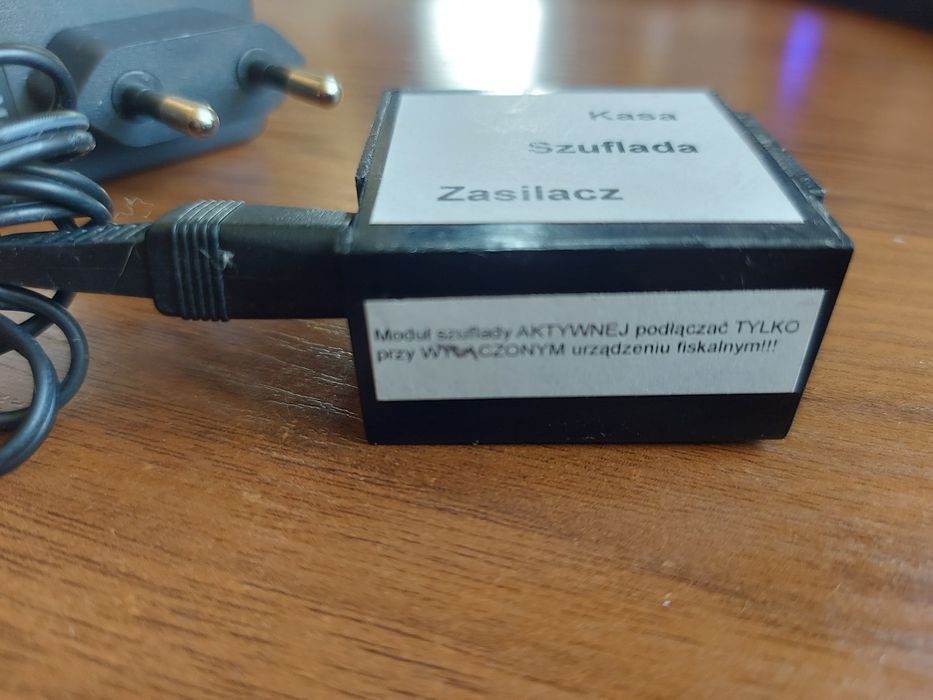 Kasa
Szuflada
Zasilacz
Moduł szuflady AKTYWNEJ podłączać TYLKO
przy WYŁĄCZONYM urządzeniu fiskalnym!!!